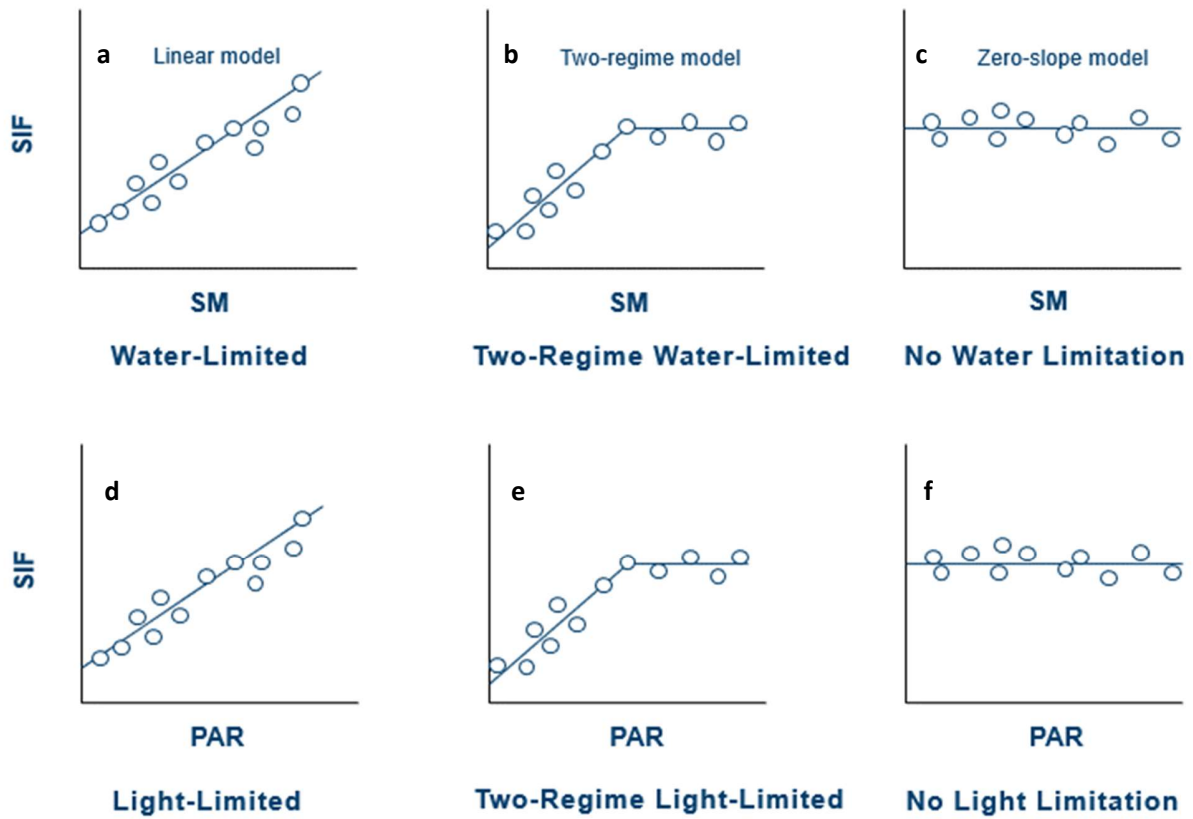 a
Linear model
SIF
SM
Water-Limited
b
Two-regime model
SM
Two-Regime Water-Limited
c
Zero-slope model
SM
No Water Limitation
d
SIF
PAR
Light-Limited
e
PAR
Two-Regime Light-Limited
f
PAR
No Light Limitation